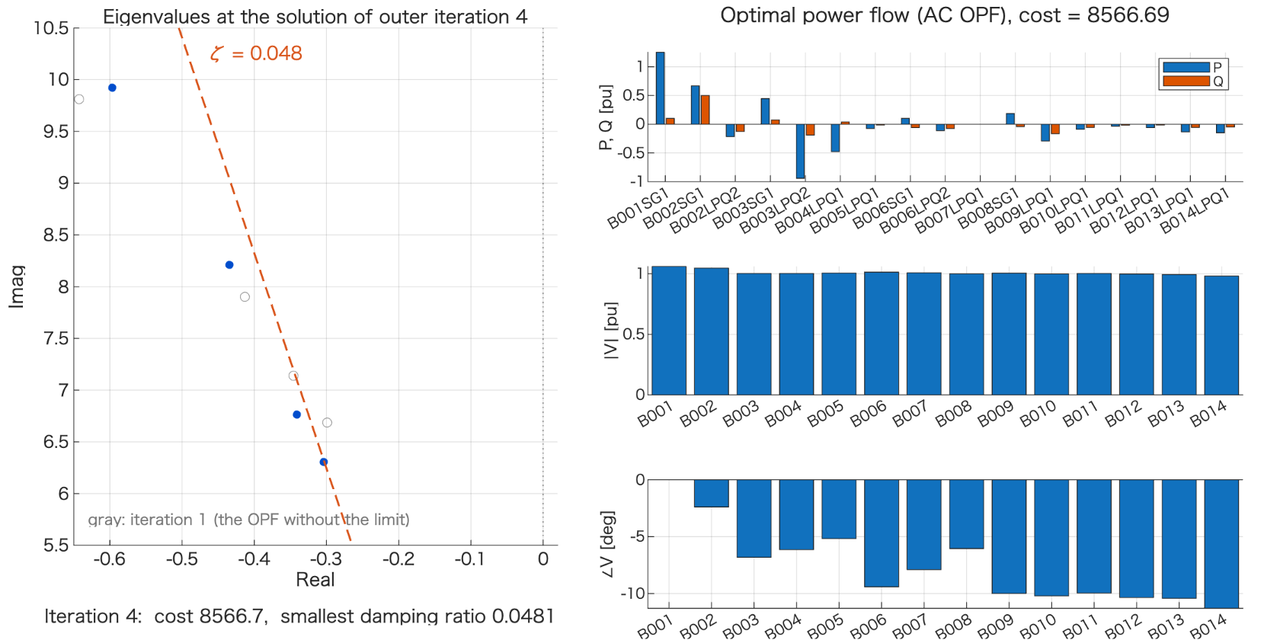 Eigenvalues at the solution of outer iteration 4
10.5
10
9.5
9
8.5
8
7.5
7
6.5
6
5.5
Imag
ζ = 0.048
gray: iteration 1 (the OPF without the limit)
-0.6
-0.5
-0.4
-0.3
-0.2
-0.1
0
Real
Iteration 4: cost 8566.7, smallest damping ratio 0.0481
Optimal power flow (AC OPF), cost = 8566.69
P, Q [pu]
1
0.5
0
-0.5
-1
P
Q
B001SG1
B002SG1
B002LPQ2
B003SG1
B003LPQ2
B004LPQ1
B005LPQ1
B006SG1
B006LPQ2
B007LPQ1
B008SG1
B009LPQ1
B010LPQ1
B011LPQ1
B012LPQ1
B013LPQ1
B014LPQ1
|V| [pu]
1
0.5
0
B001
B002
B003
B004
B005
B006
B007
B008
B009
B010
B011
B012
B013
B014
∠V [deg]
0
-5
-10
B001
B002
B003
B004
B005
B006
B007
B008
B009
B010
B011
B012
B013
B014